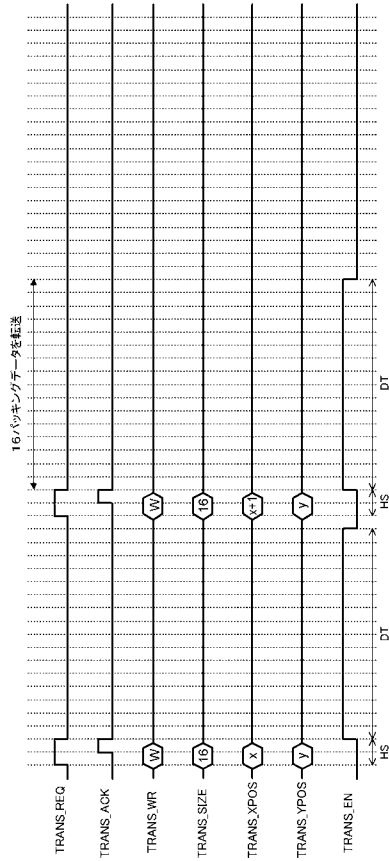 16パッキングデータを転送
TRANS_REQ
TRANS_ACK
TRANS_WR W W
TRANS_SIZE 16 16
TRANS_XPOS x x+1
TRANS_YPOS y y
TRANS_EN
HS DT HS DT